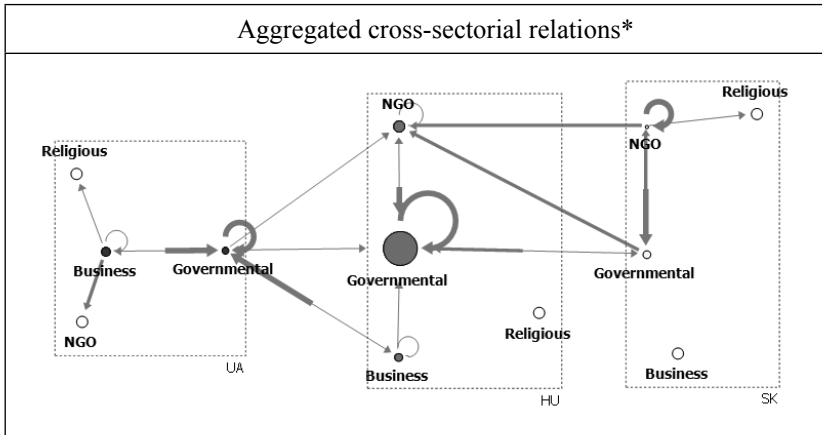 Aggregated cross-sectorial relations*
Religious
Business
NGO
Governmental
UA
NGO
Governmental
Religious
Business
HU
Religious
NGO
Governmental
Business
SK